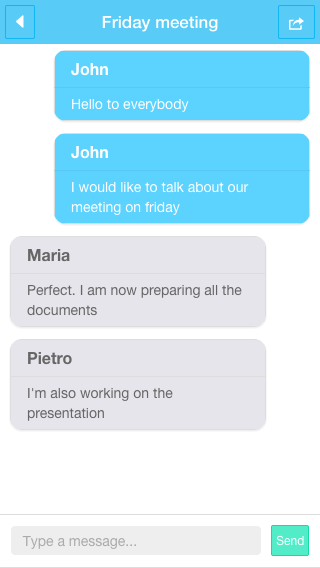 Friday meeting
John
Hello to everybody
John
I would like to talk about our
meeting on friday
Maria
Perfect. I am now preparing all the
documents
Pietro
I'm also working on the
presentation
Type a message...
Send